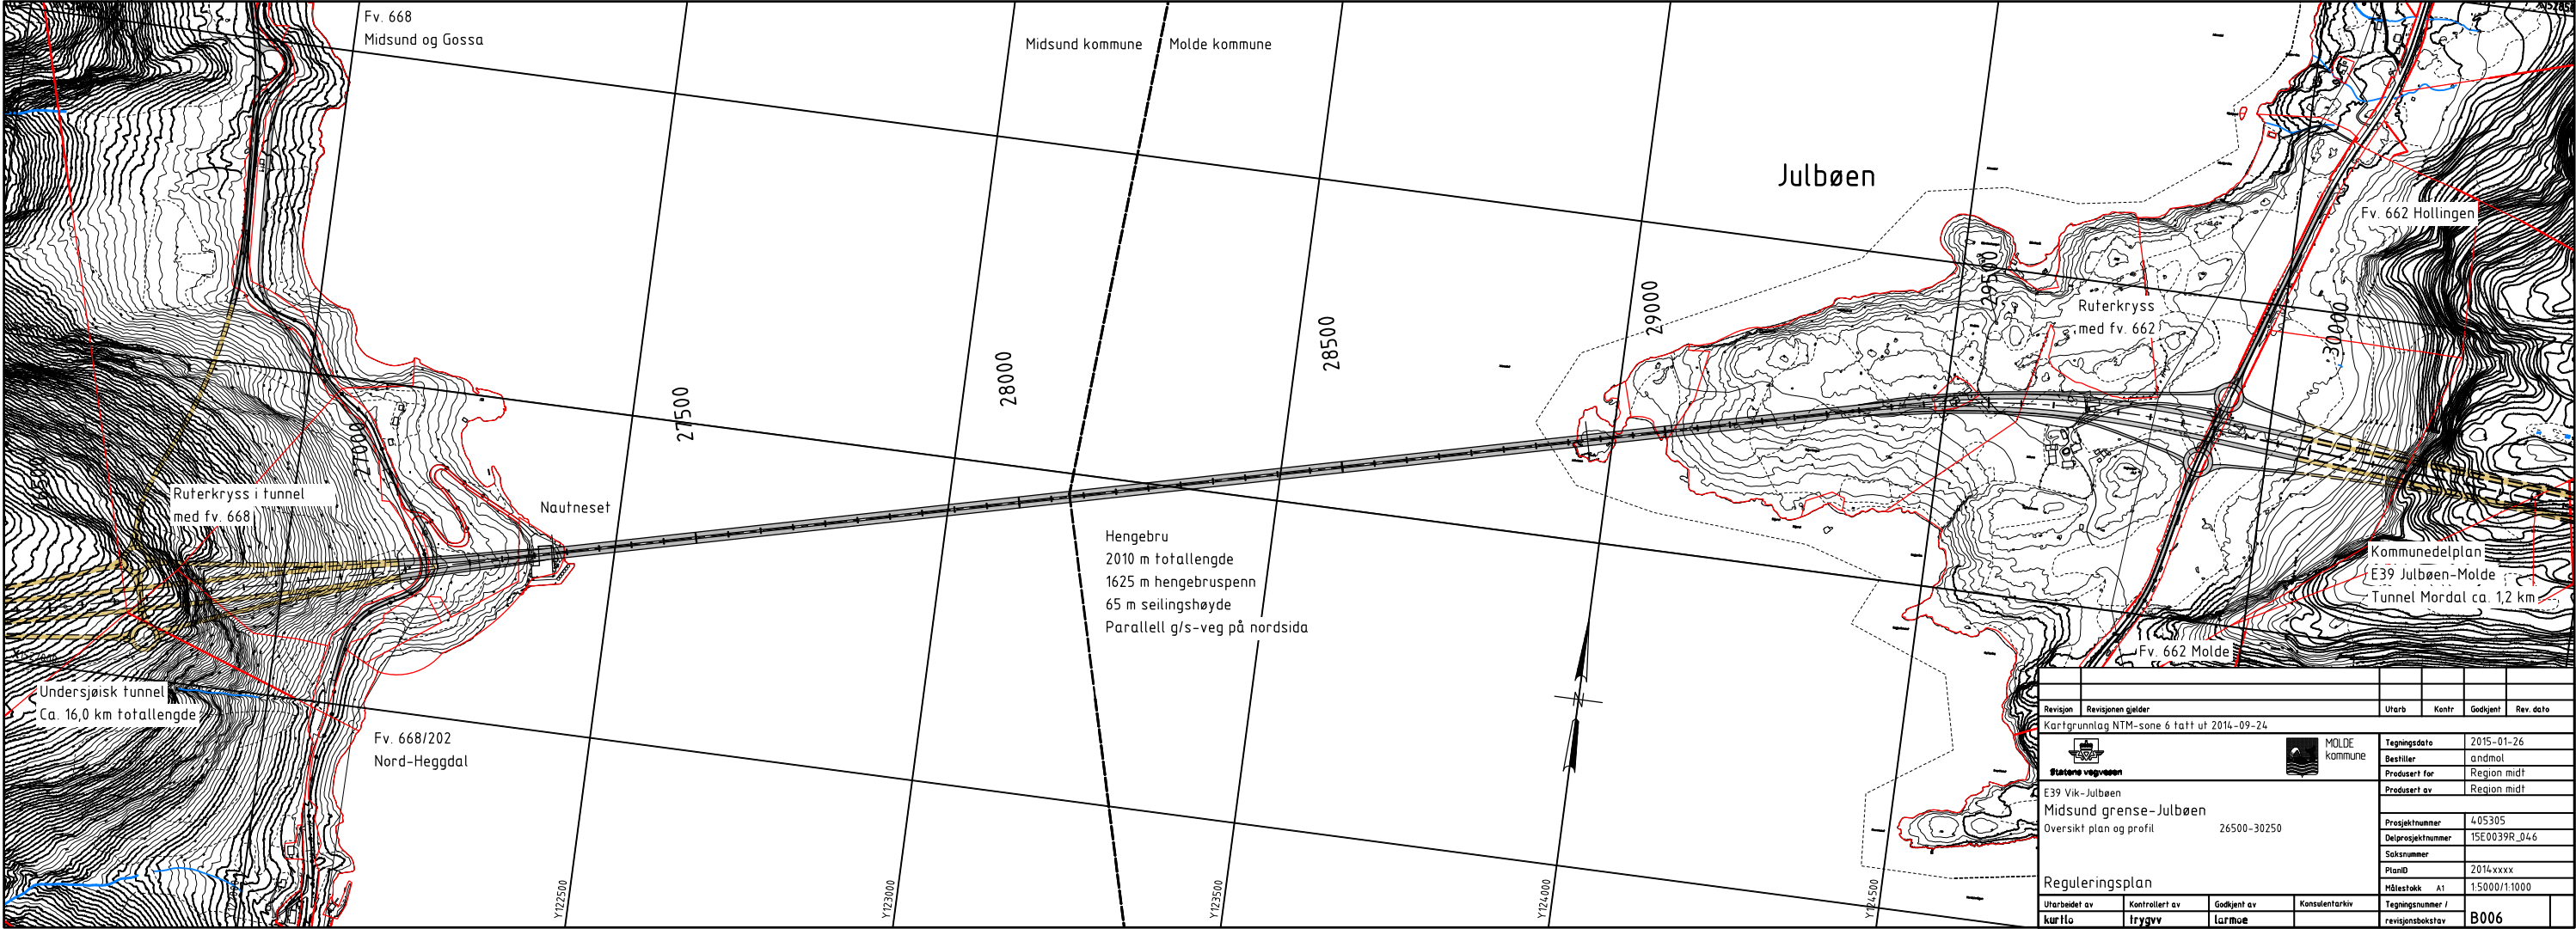 Fv. 668
Midsund og Gossa
Midsund kommune
Molde kommune
Julbøen
Fv. 662 Hollingen
Ruterkryss
med fv. 662
26500
27000
27500
28000
28500
29000
29500
30000
Ruterkryss i tunnel
med fv. 668
Nautneset
Hengebru
2010 m totallengde
1625 m hengebruspenn
65 m seilingshøyde
Parallell g/s-veg på nordsida
Kommunedelplan
E39 Julbøen-Molde
Tunnel Mordal ca. 1,2 km
Fv. 662 Molde
Undersjøisk tunnel
Ca. 16,0 km totallengde
Fv. 668/202
Nord-Heggdal
N
Y122500
Y123000
Y123500
Y124000
Y124500
Revisjon
Revisjonen gjelder
Utarb
Kontr
Godkjent
Rev. dato
Kartgrunnlag NTM-sone 6 tatt ut 2014-09-24
Statens vegvesen
MOLDE
kommune
Tegningsdato 2015-01-26
Bestiller andmol
Produsert for Region midt
Produsert av Region midt
E39 Vik-Julbøen
Midsund grense-Julbøen
Oversikt plan og profil 26500-30250
Prosjektnummer 405305
Delprosjektnummer 15E0039R_046
Saksnummer
PlanID 2014xxxx
Målestokk A1 1:5000/1:1000
Reguleringsplan
Utarbeidet av
Kontrollert av
Godkjent av
Konsulentarkiv
kurtlo
trygvv
larmoe
Tegningsnummer /
revisjonsbokstav
B006